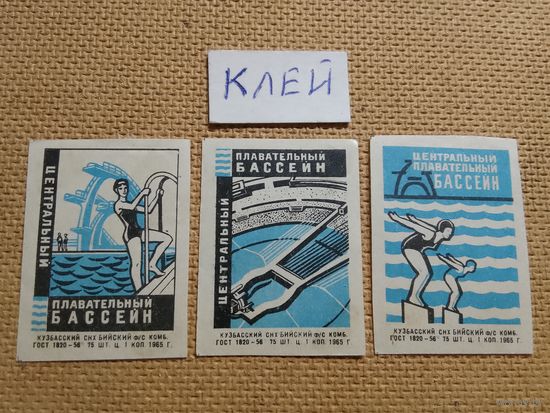 КЛЕЙ
ЦЕНТРАЛЬНЫЙ
ПЛАВАТЕЛЬНЫЙ
БАССЕЙН
КУЗБАССКИЙ СНХ БИЙСКИЙ Ф/С КОМБ.
ГОСТ 1820-56 75 ШТ. Ц. 1 КОП. 1965 Г.
ПЛАВАТЕЛЬНЫЙ
БАССЕЙН
ЦЕНТРАЛЬНЫЙ
КУЗБАССКИЙ СНХ БИЙСКИЙ Ф/С КОМБ.
ГОСТ 1820-56 75 ШТ. Ц. 1 КОП. 1965 Г.
ЦЕНТРАЛЬНЫЙ
ПЛАВАТЕЛЬНЫЙ
БАССЕЙН
КУЗБАССКИЙ СНХ БИЙСКИЙ Ф/С КОМБ.
ГОСТ 1820-56 75 ШТ. Ц. 1 КОП. 1965 Г.